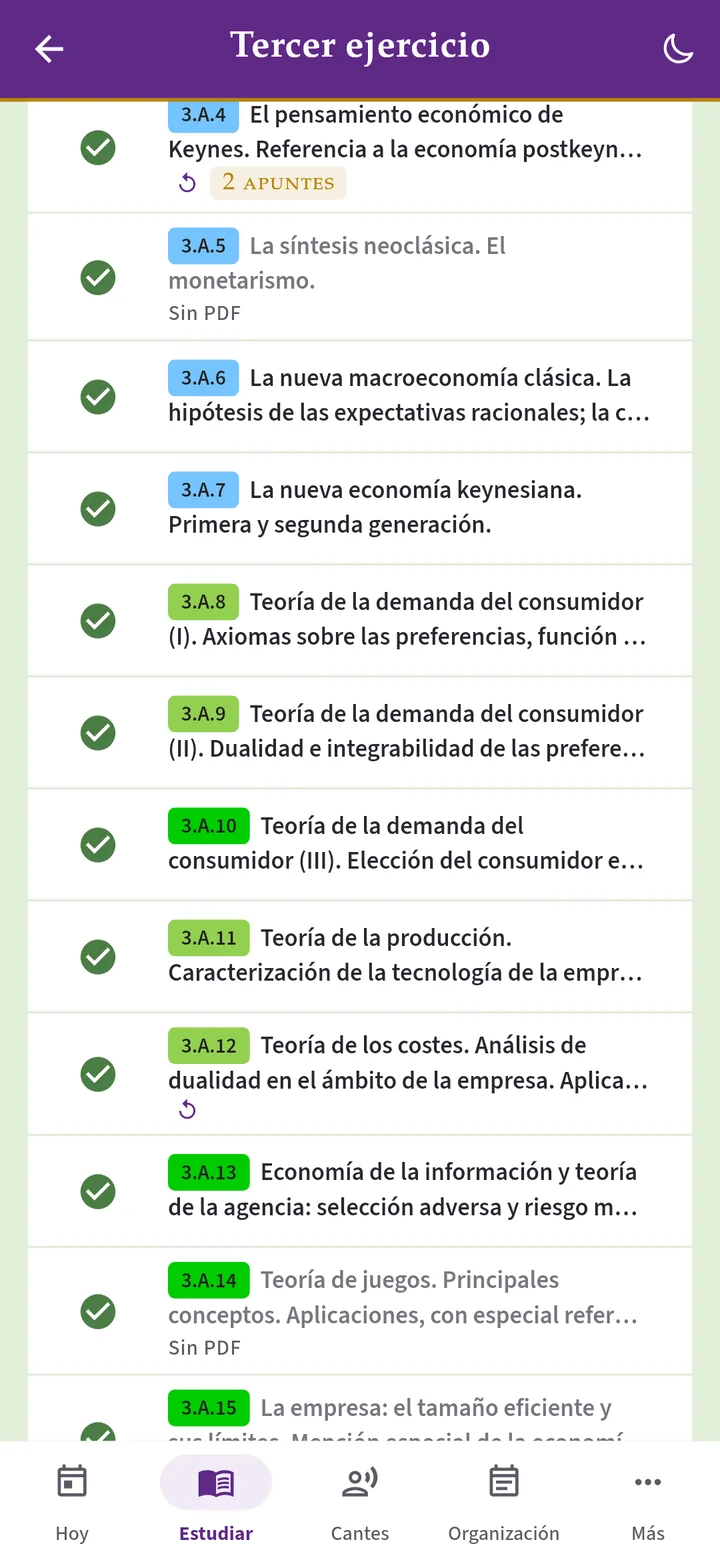 Tercer ejercicio
3.A.4 El pensamiento económico de
Keynes. Referencia a la economía postkeyn…
2 APUNTES
3.A.5 La síntesis neoclásica. El
monetarismo.
Sin PDF
3.A.6 La nueva macroeconomía clásica. La
hipótesis de las expectativas racionales; la c…
3.A.7 La nueva economía keynesiana.
Primera y segunda generación.
3.A.8 Teoría de la demanda del consumidor
(I). Axiomas sobre las preferencias, función …
3.A.9 Teoría de la demanda del consumidor
(II). Dualidad e integrabilidad de las prefere…
3.A.10 Teoría de la demanda del
consumidor (III). Elección del consumidor e…
3.A.11 Teoría de la producción.
Caracterización de la tecnología de la empr…
3.A.12 Teoría de los costes. Análisis de
dualidad en el ámbito de la empresa. Aplica…
3.A.13 Economía de la información y teoría
de la agencia: selección adversa y riesgo m…
3.A.14 Teoría de juegos. Principales
conceptos. Aplicaciones, con especial refer…
Sin PDF
3.A.15 La empresa: el tamaño eficiente y
sus límites. Mención especial de la economí…
Hoy
Estudiar
Cantes
Organización
Más